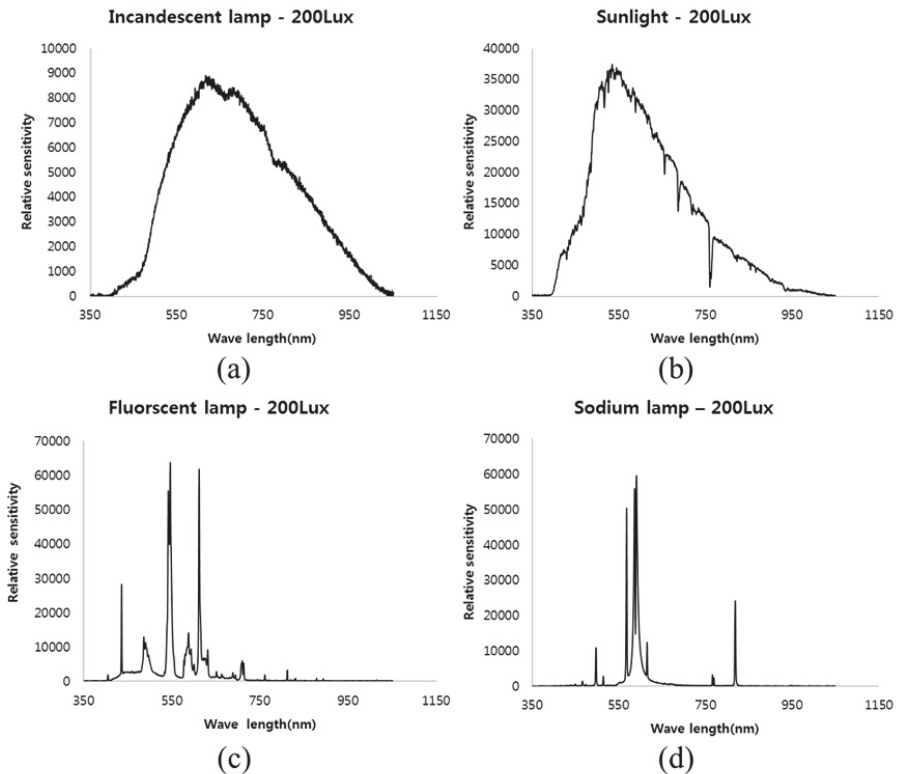 Incandescent lamp - 200Lux
Relative sensitivity
10000
9000
8000
7000
6000
5000
4000
3000
2000
1000
0
350 550 750 950 1150
Wave length(nm)
(a)
Sunlight - 200Lux
Relative sensitivity
40000
35000
30000
25000
20000
15000
10000
5000
0
350 550 750 950 1150
Wave length(nm)
(b)
Fluorscent lamp - 200Lux
Relative sensitivity
70000
60000
50000
40000
30000
20000
10000
0
350 550 750 950 1150
Wave length(nm)
(c)
Sodium lamp – 200Lux
Relative sensitivity
70000
60000
50000
40000
30000
20000
10000
0
350 550 750 950 1150
Wave length(nm)
(d)